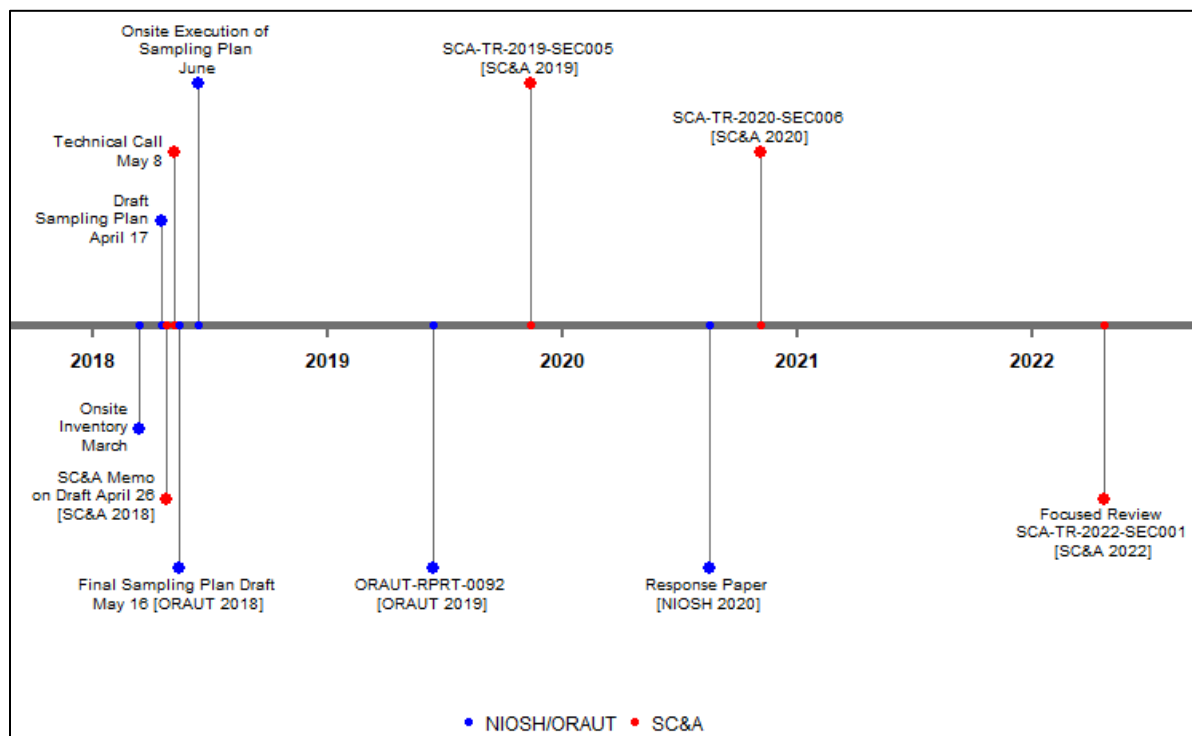 Onsite Execution of
Sampling Plan
June
SCA-TR-2019-SEC005
[SC&A 2019]
SCA-TR-2020-SEC006
[SC&A 2020]
Technical Call
May 8
Draft
Sampling Plan
April 17
2018
2019
2020
2021
2022
Onsite
Inventory
March
SC&A Memo
on Draft April 26
[SC&A 2018]
Focused Review
SCA-TR-2022-SEC001
[SC&A 2022]
Final Sampling Plan Draft
May 16 [ORAUT 2018]
ORAUT-RPRT-0092
[ORAUT 2019]
Response Paper
[NIOSH 2020]
NIOSH/ORAUT
SC&A